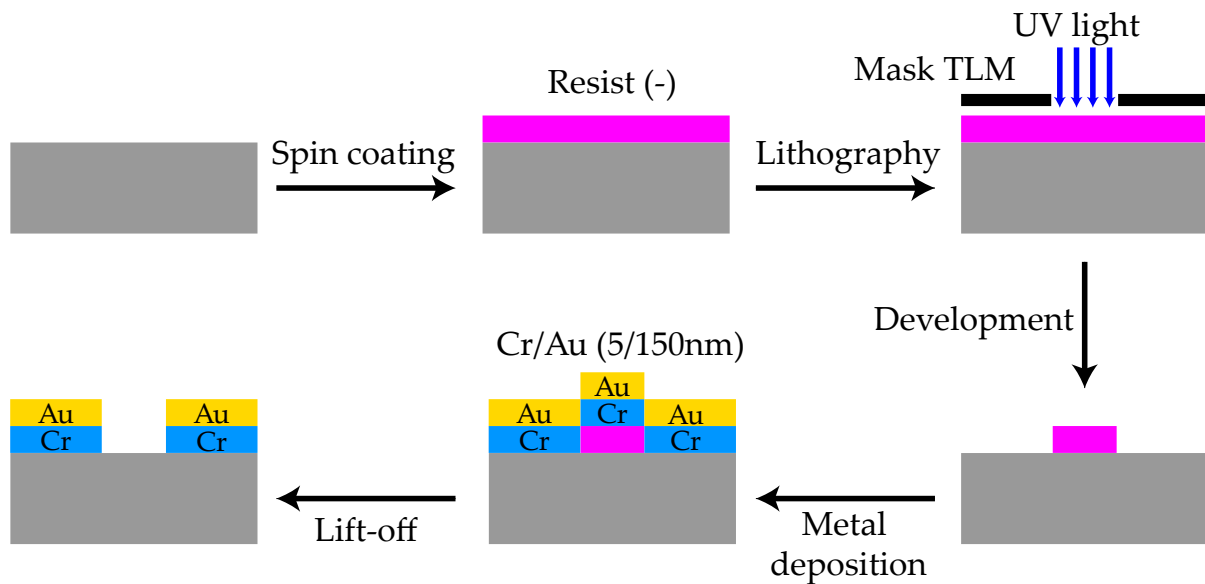 UV light
Mask TLM
Resist (-)
Spin coating
Lithography
Development
Cr/Au (5/150nm)
Au
Au
Au
Au
Au
Cr
Cr
Cr
Cr
Cr
Lift-off
Metal
deposition